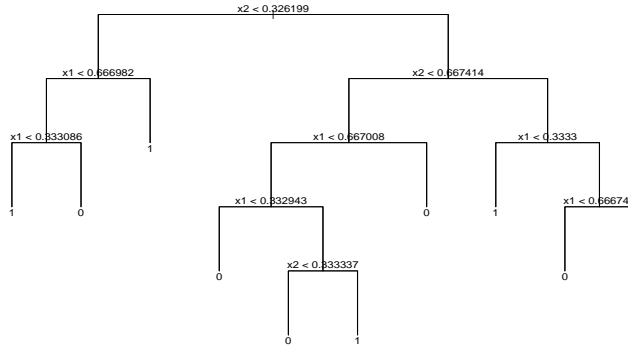 x2 < 0.326199
x1 < 0.666982
x2 < 0.667414
x1 < 0.333086
1
x1 < 0.667008
x1 < 0.3333
1
0
x1 < 0.332943
0
1
x1 < 0.66674
0
x2 < 0.333337
0
0
1